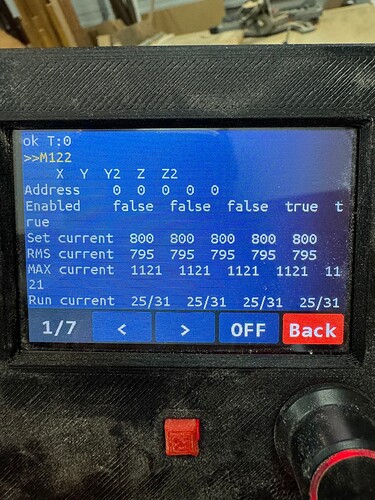 ok T:0
>>M122
X Y Y2 Z Z2
Address 0 0 0 0 0
Enabled false false false true t
rue
Set current 800 800 800 800 800
RMS current 795 795 795 795 795
MAX current 1121 1121 1121 1121 11
21
Run current 25/31 25/31 25/31 25/31
1/7 < > OFF Back